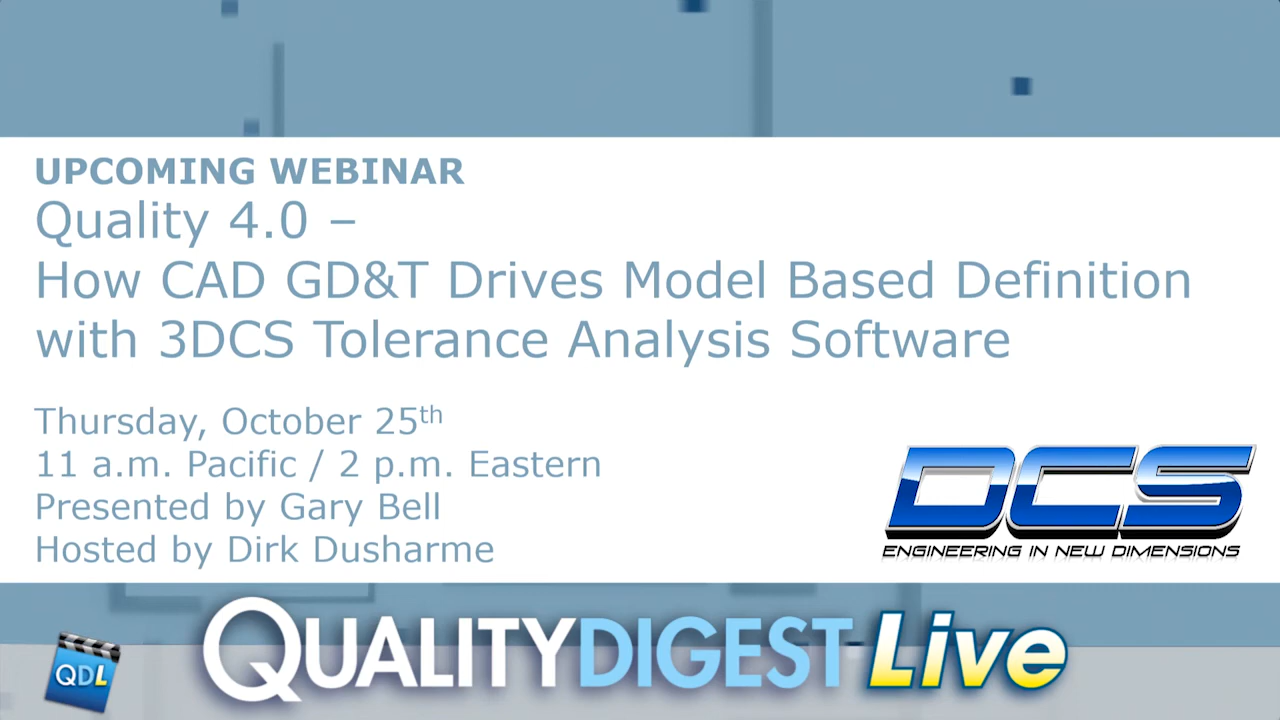 UPCOMING WEBINAR
Quality 4.0 –
How CAD GD&T Drives Model Based Definition
with 3DCS Tolerance Analysis Software
Thursday, October 25th
11 a.m. Pacific / 2 p.m. Eastern
Presented by Gary Bell
Hosted by Dirk Dusharme
DCS
ENGINEERING IN NEW DIMENSIONS
QDL
QUALITYDIGEST Live